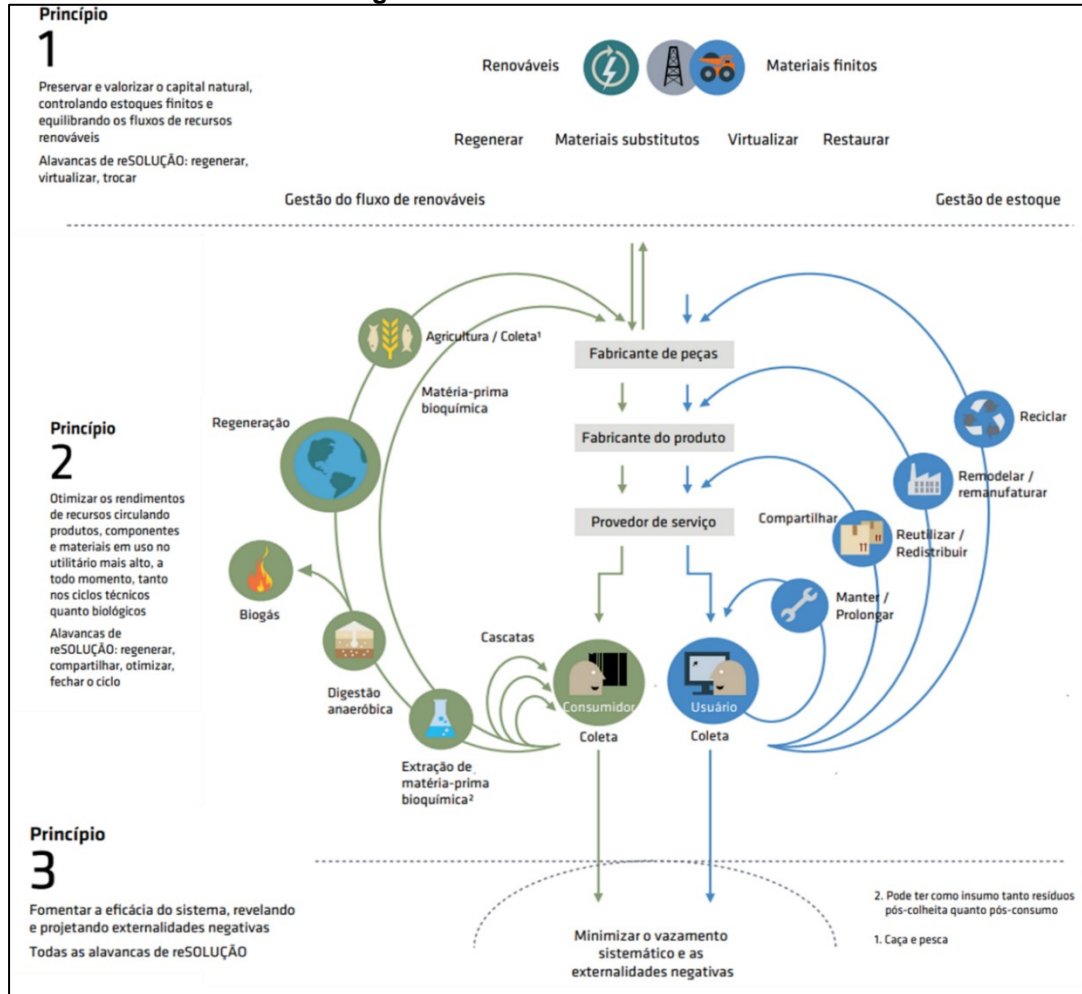 Princípio
1
Preservar e valorizar o capital natural,
controlando estoques finitos e
equilibrando os fluxos de recursos
renováveis
Alavancas de reSOLUÇÃO: regenerar,
virtualizar, trocar
Renováveis
Materiais finitos
Regenerar
Materiais substitutos
Virtualizar
Restaurar
Gestão do fluxo de renováveis
Gestão de estoque
Princípio
2
Otimizar os rendimentos
de recursos circulando
produtos, componentes
e materiais em uso no
utilitário mais alto, a
todo momento, tanto
nos ciclos técnicos
quanto biológicos
Alavancas de
reSOLUÇÃO: regenerar,
compartilhar, otimizar,
fechar o ciclo
Agricultura / Coleta¹
Matéria-prima
bioquímica
Regeneração
Biogás
Digestão
anaeróbica
Extração de
matéria-prima
bioquímica²
Cascatas
Fabricante de peças
Fabricante do produto
Provedor de serviço
Consumidor
Coleta
Usuário
Coleta
Compartilhar
Manter /
Prolongar
Reutilizar /
Redistribuir
Remodelar /
remanufaturar
Reciclar
Princípio
3
Fomentar a eficácia do sistema, revelando
e projetando externalidades negativas
Todas as alavancas de reSOLUÇÃO
Minimizar o vazamento
sistemático e as
externalidades negativas
2. Pode ter como insumo tanto resíduos
pós-colheita quanto pós-consumo
1. Caça e pesca